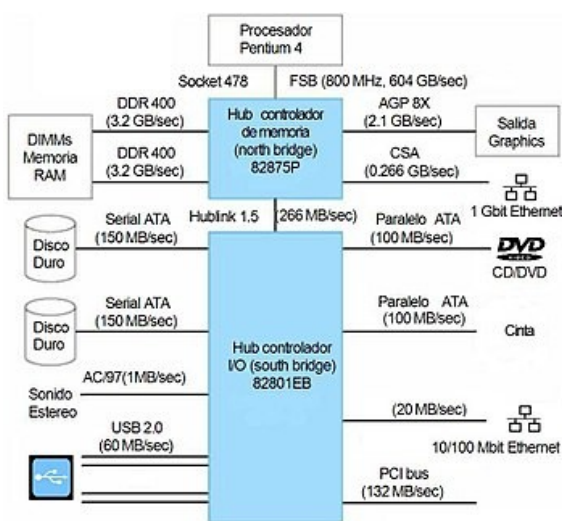 Procesador
Pentium 4
Socket 478
FSB (800 MHz, 604 GB/sec)
DDR 400
(3.2 GB/sec)
AGP 8X
(2.1 GB/sec)
DIMMs
Memoria
RAM
Hub controlador
de memoria
(north bridge)
82875P
Salida
Graphics
DDR 400
(3.2 GB/sec)
CSA
(0.266 GB/sec)
1 Gbit Ethernet
Hublink 1.5
(266 MB/sec)
Serial ATA
(150 MB/sec)
Paralelo ATA
(100 MB/sec)
Disco
Duro
DVD
CD/DVD
Serial ATA
(150 MB/sec)
Paralelo ATA
(100 MB/sec)
Disco
Duro
Cinta
Hub controlador
I/O (south bridge)
82801EB
AC/97(1MB/sec)
Sonido
Estereo
(20 MB/sec)
10/100 Mbit Ethernet
USB 2.0
(60 MB/sec)
PCI bus
(132 MB/sec)